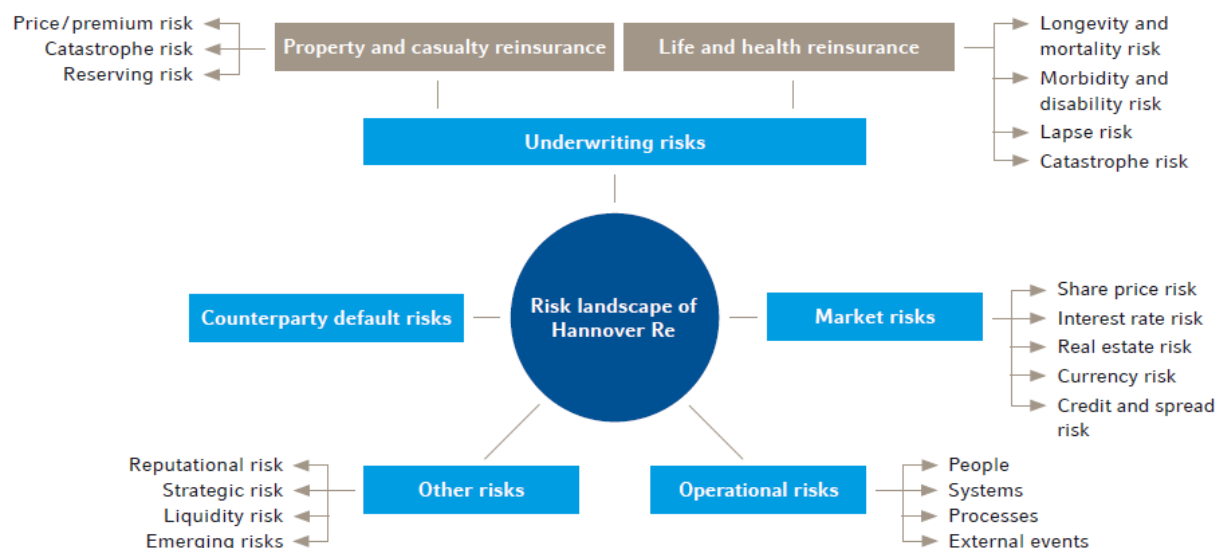 Price/premium risk
Catastrophe risk
Reserving risk
Property and casualty reinsurance
Life and health reinsurance
Longevity and
mortality risk
Morbidity and
disability risk
Lapse risk
Catastrophe risk
Underwriting risks
Counterparty default risks
Risk landscape of
Hannover Re
Market risks
Share price risk
Interest rate risk
Real estate risk
Currency risk
Credit and spread
risk
Reputational risk
Strategic risk
Liquidity risk
Emerging risks
Other risks
Operational risks
People
Systems
Processes
External events